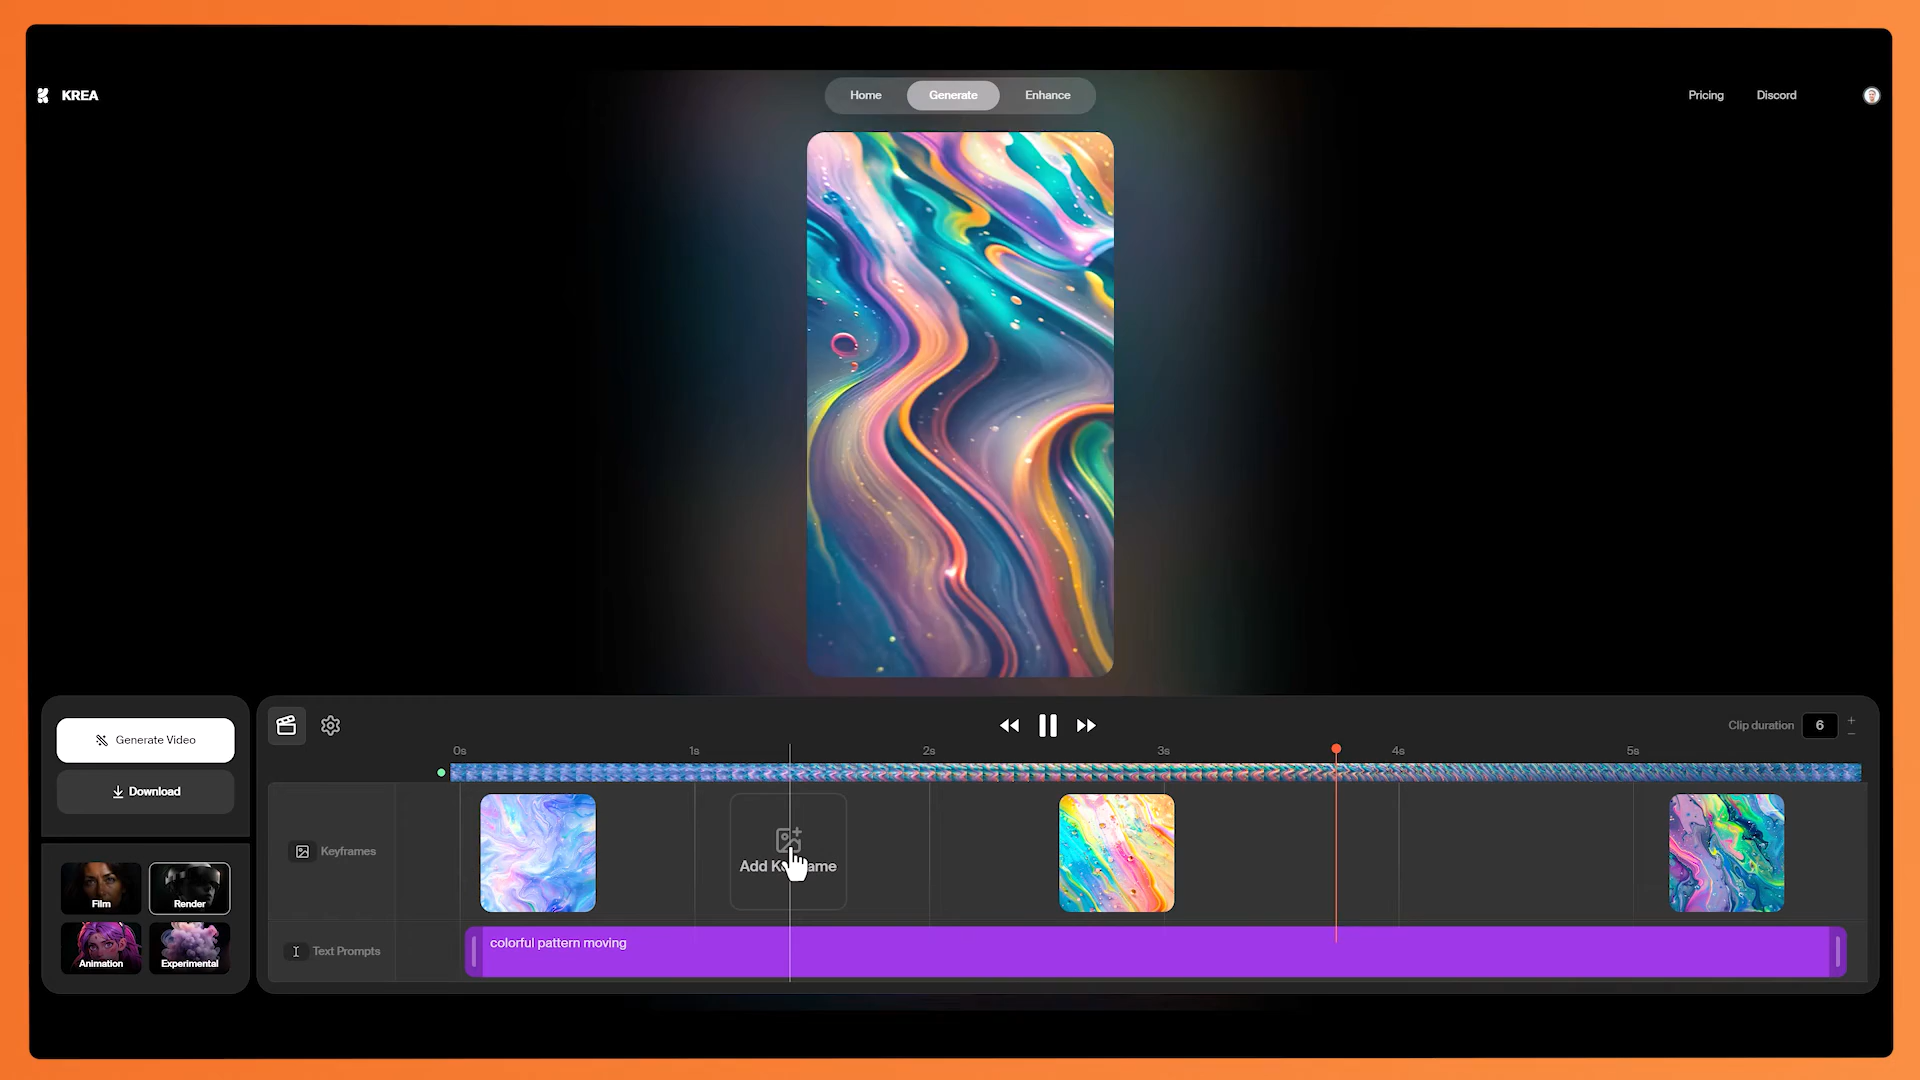 KREA
Home
Generate
Enhance
Pricing
Discord
Generate Video
Download
Film
Render
Animation
Experimental
Clip duration
6
0s
1s
2s
3s
4s
5s
Keyframes
Add
Text Prompts
colorful pattern moving